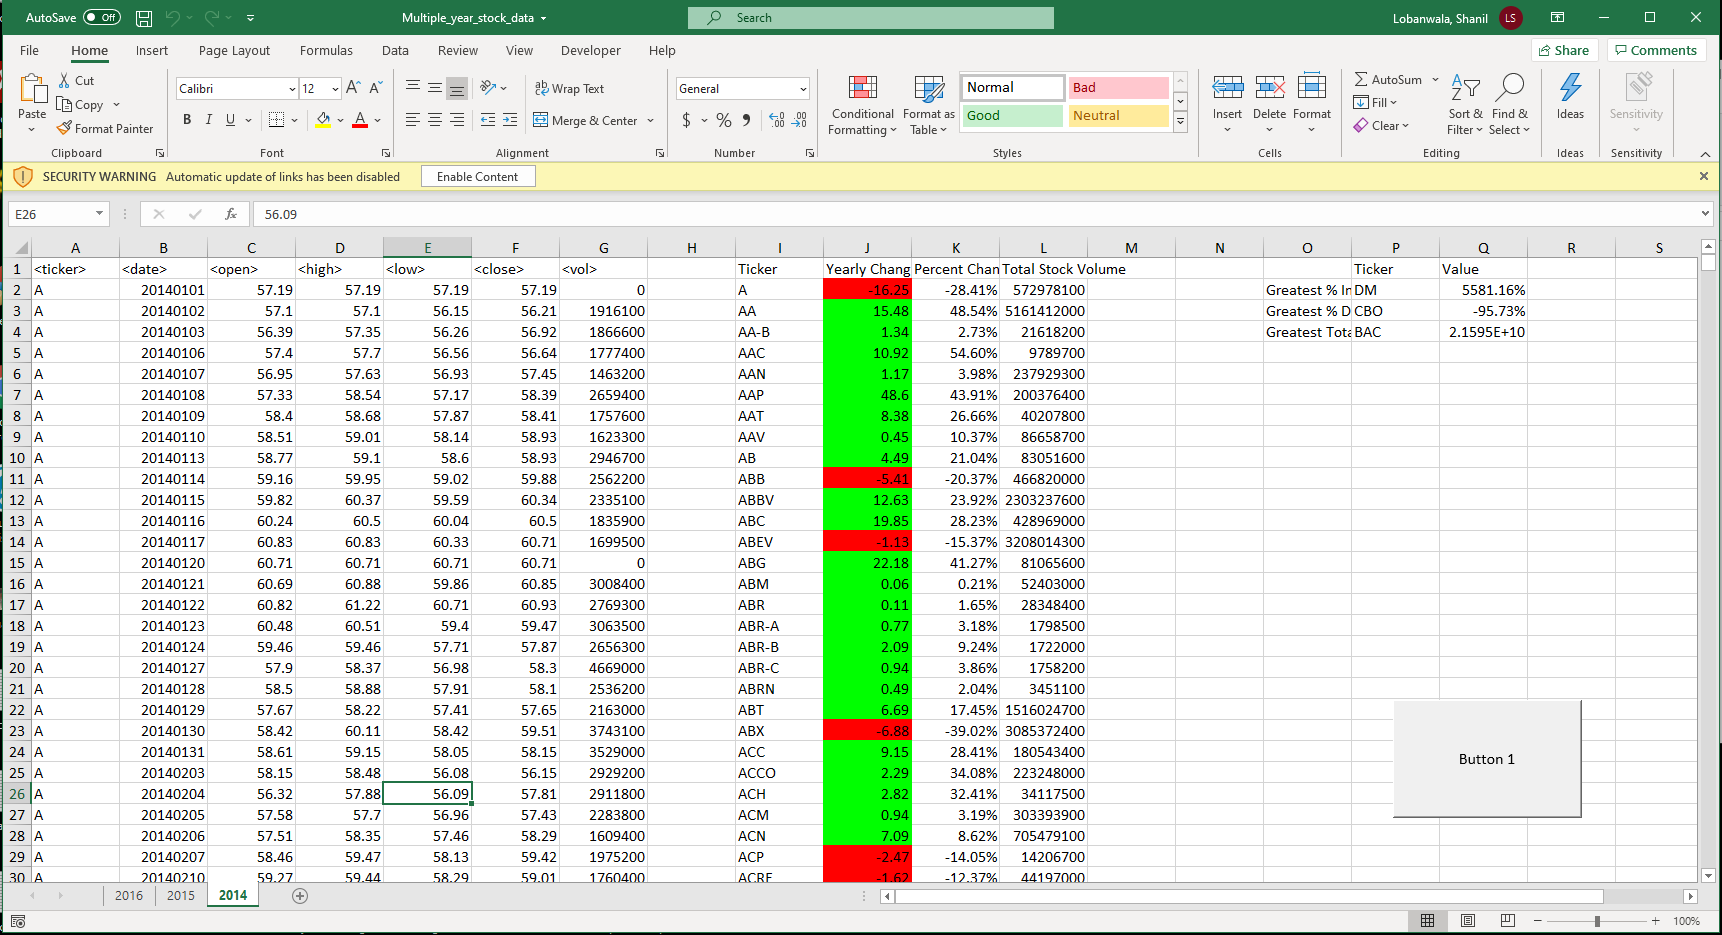 AutoSave Off Multiple_year_stock_data Search Lobanwala, Shanil LS
File Home Insert Page Layout Formulas Data Review View Developer Help Share Comments
Paste Cut Copy Format Painter Clipboard
Calibri 12 A^ A˅ B I U A Font
ab Wrap Text Merge & Center Alignment
General $ % , .00 Number
Conditional Formatting Format as Table Normal Bad Good Neutral Styles
Insert Delete Format Cells
AutoSum Fill Clear Sort & Filter Find & Select Editing
Ideas Ideas
Sensitivity Sensitivity
SECURITY WARNING Automatic update of links has been disabled Enable Content
E26 fx 56.09
A B C D E F G H I J K L M N O P Q R S
1 <ticker> <date> <open> <high> <low> <close> <vol> Ticker Yearly Chang Percent Chan Total Stock Volume Ticker Value
2 A 20140101 57.19 57.19 57.19 57.19 0 A -16.25 -28.41% 572978100 Greatest % In DM 5581.16%
3 A 20140102 57.1 57.1 56.15 56.21 1916100 AA 15.48 48.54% 5161412000 Greatest % D CBO -95.73%
4 A 20140103 56.39 57.35 56.26 56.92 1866600 AA-B 1.34 2.73% 21618200 Greatest Tota BAC 2.1595E+10
5 A 20140106 57.4 57.7 56.56 56.64 1777400 AAC 10.92 54.60% 9789700
6 A 20140107 56.95 57.63 56.93 57.45 1463200 AAN 1.17 3.98% 237929300
7 A 20140108 57.33 58.54 57.17 58.39 2659400 AAP 48.6 43.91% 200376400
8 A 20140109 58.4 58.68 57.87 58.41 1757600 AAT 8.38 26.66% 40207800
9 A 20140110 58.51 59.01 58.14 58.93 1623300 AAV 0.45 10.37% 86658700
10 A 20140113 58.77 59.1 58.6 58.93 2946700 AB 4.49 21.04% 83051600
11 A 20140114 59.16 59.95 59.02 59.88 2562200 ABB -5.41 -20.37% 466820000
12 A 20140115 59.82 60.37 59.59 60.34 2335100 ABBV 12.63 23.92% 2303237600
13 A 20140116 60.24 60.5 60.04 60.5 1835900 ABC 19.85 28.23% 428969000
14 A 20140117 60.83 60.83 60.33 60.71 1699500 ABEV -1.13 -15.37% 3208014300
15 A 20140120 60.71 60.71 60.71 60.71 0 ABG 22.18 41.27% 81065600
16 A 20140121 60.69 60.88 59.86 60.85 3008400 ABM 0.06 0.21% 52403000
17 A 20140122 60.82 61.22 60.71 60.93 2769300 ABR 0.11 1.65% 28348400
18 A 20140123 60.48 60.51 59.4 59.47 3063500 ABR-A 0.77 3.18% 1798500
19 A 20140124 59.46 59.46 57.71 57.87 2656300 ABR-B 2.09 9.24% 1722000
20 A 20140127 57.9 58.37 56.98 58.3 4669000 ABR-C 0.94 3.86% 1758200
21 A 20140128 58.5 58.88 57.91 58.1 2536200 ABRN 0.49 2.04% 3451100
22 A 20140129 57.67 58.22 57.41 57.65 2163000 ABT 6.69 17.45% 1516024700
23 A 20140130 58.42 60.11 58.42 59.51 3743100 ABX -6.88 -39.02% 3085372400
24 A 20140131 58.61 59.15 58.05 58.15 3529000 ACC 9.15 28.41% 180543400
25 A 20140203 58.15 58.48 56.08 56.15 2929200 ACCO 2.29 34.08% 223248000
26 A 20140204 56.32 57.88 56.09 57.81 2911800 ACH 2.82 32.41% 34117500
Button 1
27 A 20140205 57.58 57.7 56.96 57.43 2283800 ACM 0.94 3.19% 303393900
28 A 20140206 57.51 58.35 57.46 58.29 1609400 ACN 7.09 8.62% 705479100
29 A 20140207 58.46 59.47 58.13 59.42 1975200 ACP -2.47 -14.05% 14206700
30 A 20140210 59.27 59.44 58.29 59.01 1760400 ACRE -1.62 -12.37% 44197000
2016 2015 2014
100%